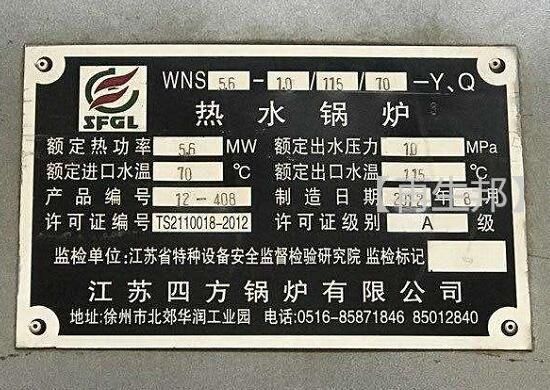 SFGL
WNS 5.6-1.0/115/70-Y、Q
热水锅炉
额定热功率 5.6 MW 额定出水压力 1.0 MPa
额定进口水温 70 ℃ 额定出口水温 115 ℃
产品编号 12-408 制造日期 2012年8
许可证编号 TS2110018-2012 许可证级别 A 级
监检单位:江苏省特种设备安全监督检验研究院 监检标记
江苏四方锅炉有限公司
地址:徐州市北郊华润工业园 电话:0516-85871846 85012840